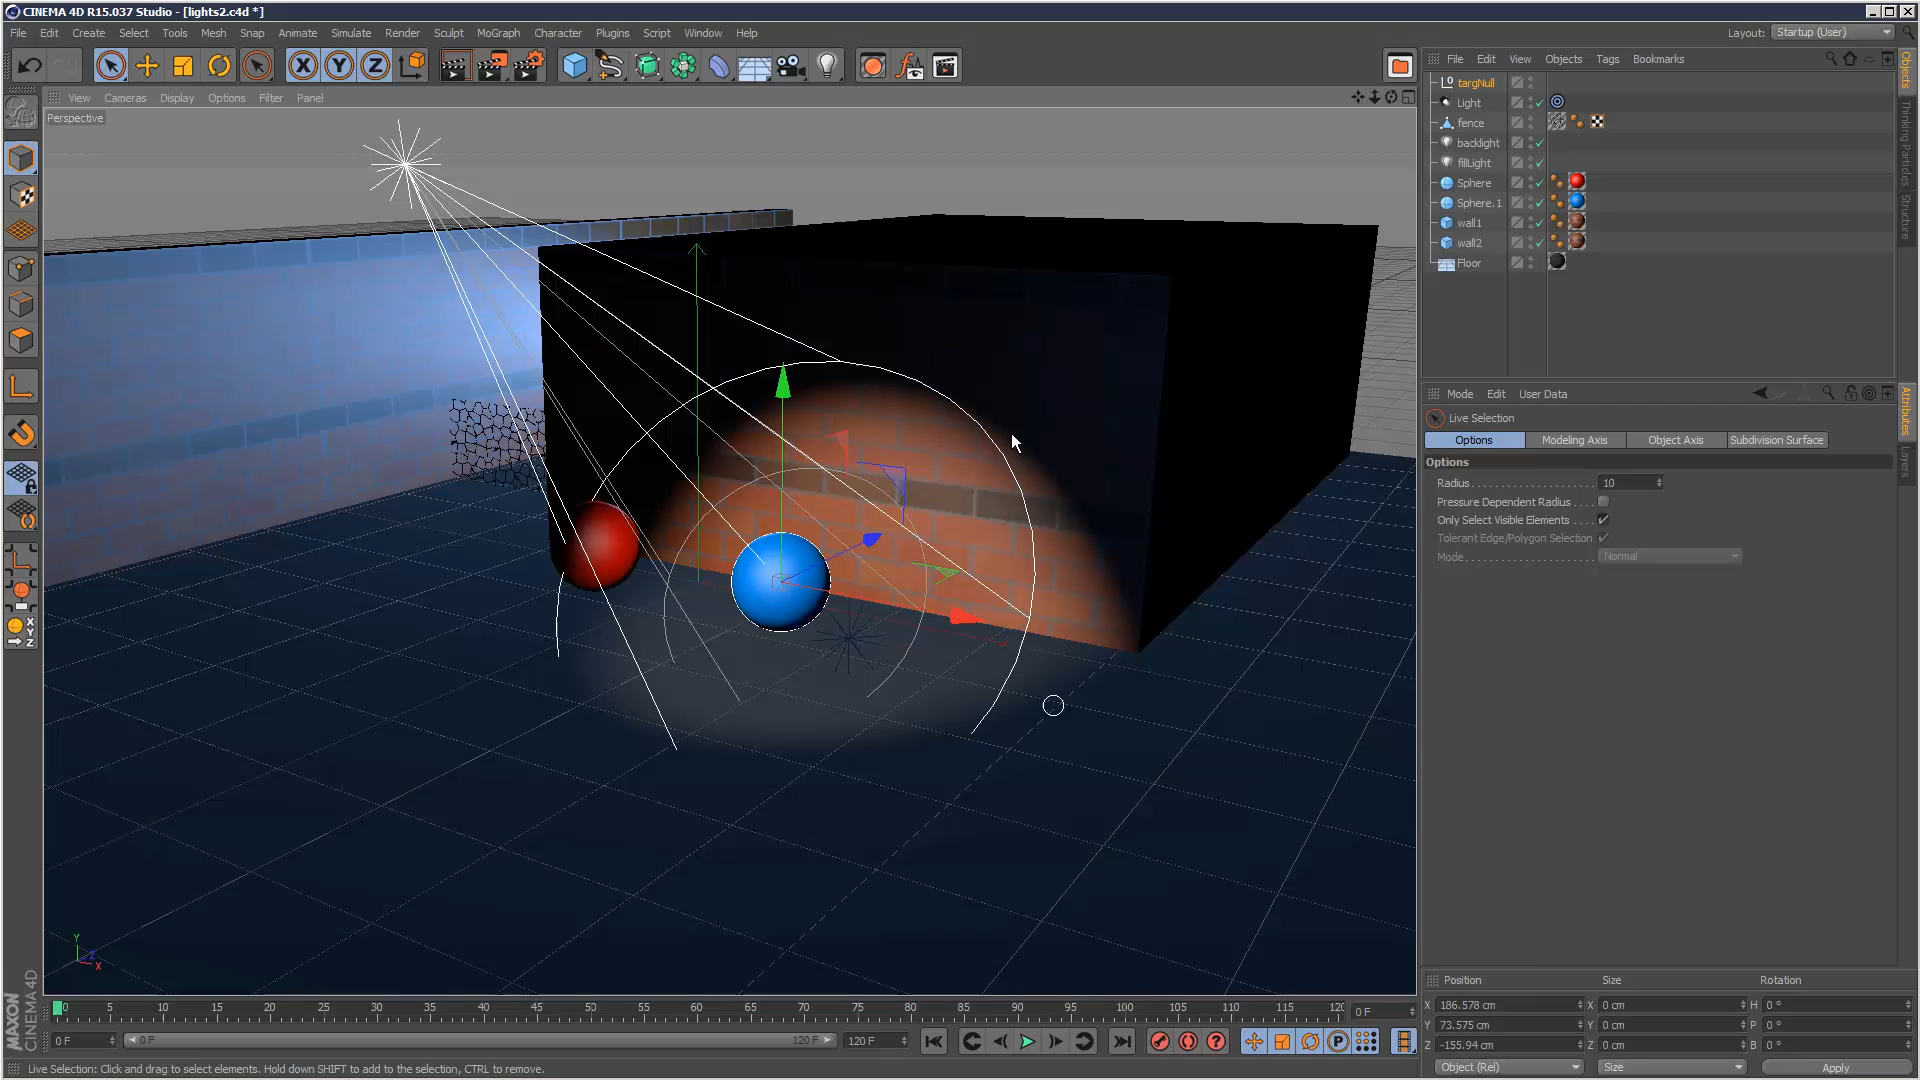 CINEMA 4D R15.037 Studio - [lights2.c4d *]
File Edit Create Select Tools Mesh Snap Animate Simulate Render Sculpt MoGraph Character Plugins Script Window Help
Layout: Startup (User)
X Y Z
View Cameras Display Options Filter Panel
Perspective
File Edit View Objects Tags Bookmarks
targNull
Light
fence
backlight
fillLight
Sphere
Sphere.1
wall1
wall2
Floor
Objects
Thinking Particles
Structure
Mode Edit User Data
Live Selection
Options Modeling Axis Object Axis Subdivision Surface
Options
Radius 10
Pressure Dependent Radius
Only Select Visible Elements
Tolerant Edge/Polygon Selection
Mode Normal
Attributes
Layers
Y
Z
X
0 5 10 15 20 25 30 35 40 45 50 55 60 65 70 75 80 85 90 95 100 105 110 115 120
0 F
0 F 0 F 120 F 120 F
Position Size Rotation
X 186.578 cm X 0 cm H 0 °
Y 73.575 cm Y 0 cm P 0 °
Z -155.94 cm Z 0 cm B 0 °
Object (Rel) Size Apply
MAXON
CINEMA 4D
Live Selection: Click and drag to select elements. Hold down SHIFT to add to the selection, CTRL to remove.